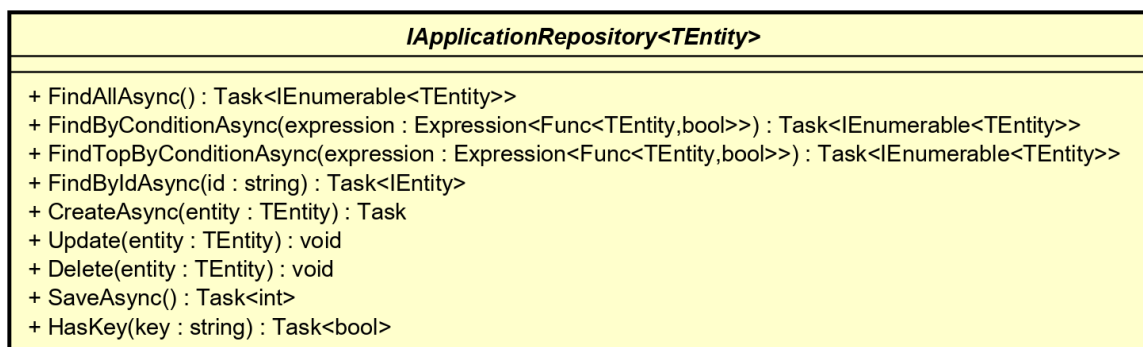 IApplicationRepository<TEntity>
+ FindAllAsync() : Task<IEnumerable<TEntity>>
+ FindByConditionAsync(expression : Expression<Func<TEntity,bool>>) : Task<IEnumerable<TEntity>>
+ FindTopByConditionAsync(expression : Expression<Func<TEntity,bool>>) : Task<IEnumerable<TEntity>>
+ FindByIdAsync(id : string) : Task<IEntity>
+ CreateAsync(entity : TEntity) : Task
+ Update(entity : TEntity) : void
+ Delete(entity : TEntity) : void
+ SaveAsync() : Task<int>
+ HasKey(key : string) : Task<bool>